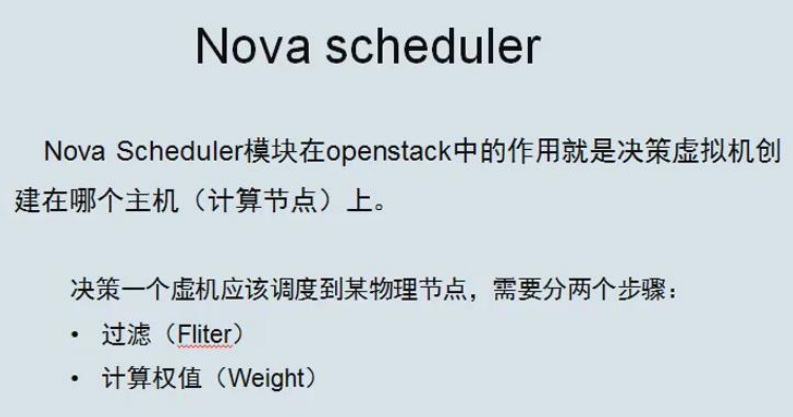 Nova scheduler
Nova Scheduler模块在openstack中的作用就是决策虚拟机创
建在哪个主机（计算节点）上。
决策一个虚机应该调度到某物理节点，需要分两个步骤：
• 过滤（Fliter）
• 计算权值（Weight）